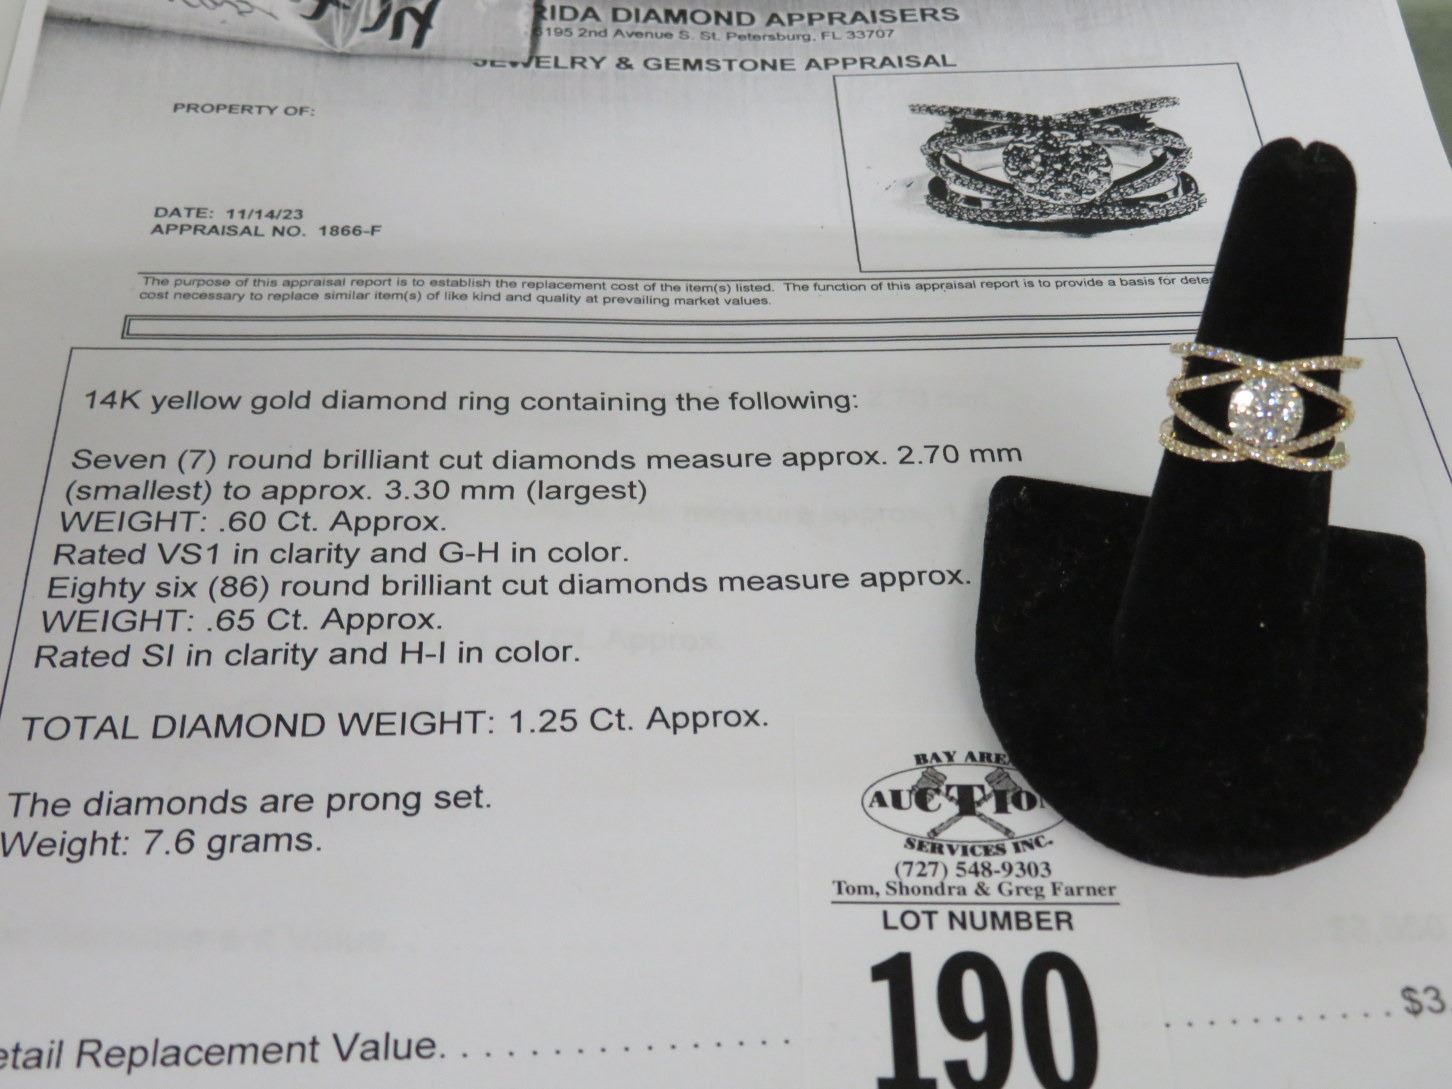 RIDA DIAMOND APPRAISERS
6195 2nd Avenue S. St. Petersburg, FL 33707
JEWELRY & GEMSTONE APPRAISAL
PROPERTY OF:
DATE: 11/14/23
APPRAISAL NO. 1866-F
The purpose of this appraisal report is to establish the replacement cost of the item(s) listed. The function of this appraisal report is to provide a basis for dete
cost necessary to replace similar item(s) of like kind and quality at prevailing market values.
14K yellow gold diamond ring containing the following:
Seven (7) round brilliant cut diamonds measure approx. 2.70 mm
(smallest) to approx. 3.30 mm (largest)
WEIGHT: .60 Ct. Approx.
Rated VS1 in clarity and G-H in color.
Eighty six (86) round brilliant cut diamonds measure approx.
WEIGHT: .65 Ct. Approx.
Rated SI in clarity and H-I in color.
TOTAL DIAMOND WEIGHT: 1.25 Ct. Approx.
The diamonds are prong set.
Weight: 7.6 grams.
BAY AREA
AUCTION
SERVICES INC.
(727) 548-9303
Tom, Shondra & Greg Farner
LOT NUMBER
190
etail Replacement Value. . . . . . . . . . . . . . . . . . . . . . . . . . . $3